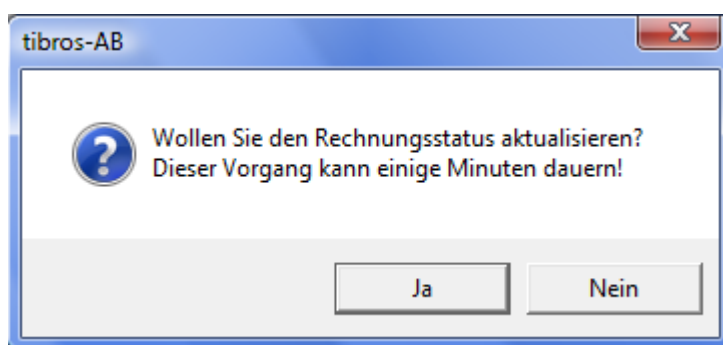 tibros-AB
Wollen Sie den Rechnungsstatus aktualisieren?
Dieser Vorgang kann einige Minuten dauern!
Ja
Nein